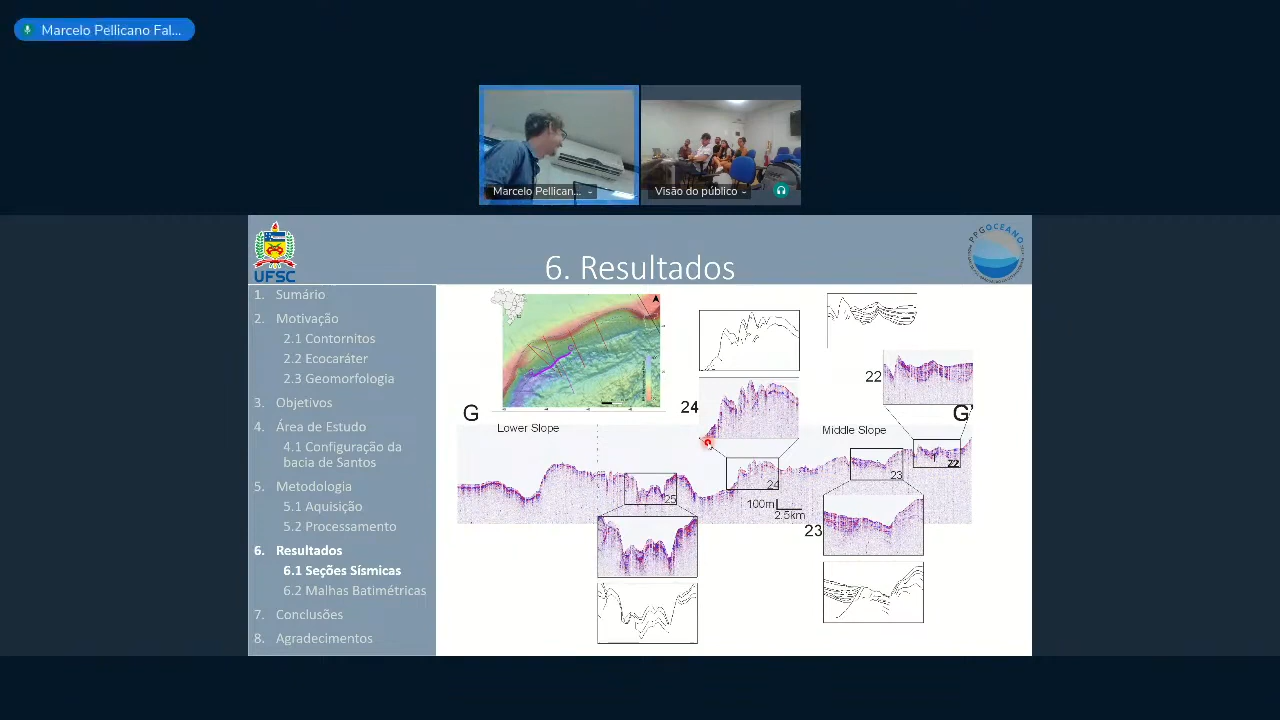 Marcelo Pellicano Fal...
Marcelo Pellican...
Visão do público
UFSC
6. Resultados
PPGOCEANO
1. Sumário
2. Motivação
2.1 Contornitos
2.2 Ecocaráter
2.3 Geomorfologia
3. Objetivos
4. Área de Estudo
4.1 Configuração da
bacia de Santos
5. Metodologia
5.1 Aquisição
5.2 Processamento
6. Resultados
6.1 Seções Sísmicas
6.2 Malhas Batimétricas
7. Conclusões
8. Agradecimentos
A
G
Lower Slope
24
22
G'
Middle Slope
25
24
23
22
100m
2.5km
23